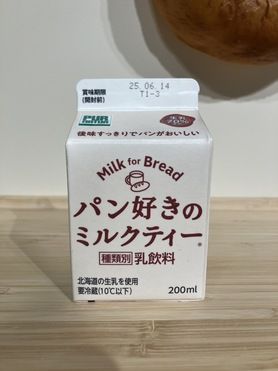 賞味期限
(開封前)
25.06.14
T1-3
生乳
70%
後味すっきりでパンがおいしい
Milk for Bread
パン好きの
ミルクティー
種類別 乳飲料
北海道の生乳を使用
要冷蔵(10℃以下)
200ml